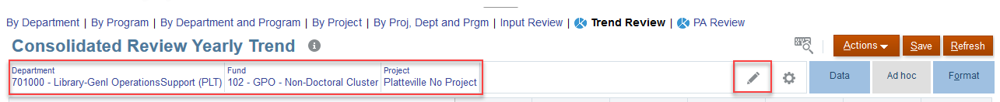 By Department | By Program | By Department and Program | By Project | By Proj, Dept and Prgm | Input Review | Trend Review | PA Review
Consolidated Review Yearly Trend
Actions Save Refresh
Department Fund Project
701000 - Library-Genl OperationsSupport (PLT) 102 - GPO - Non-Doctoral Cluster Platteville No Project
Data Ad hoc Format